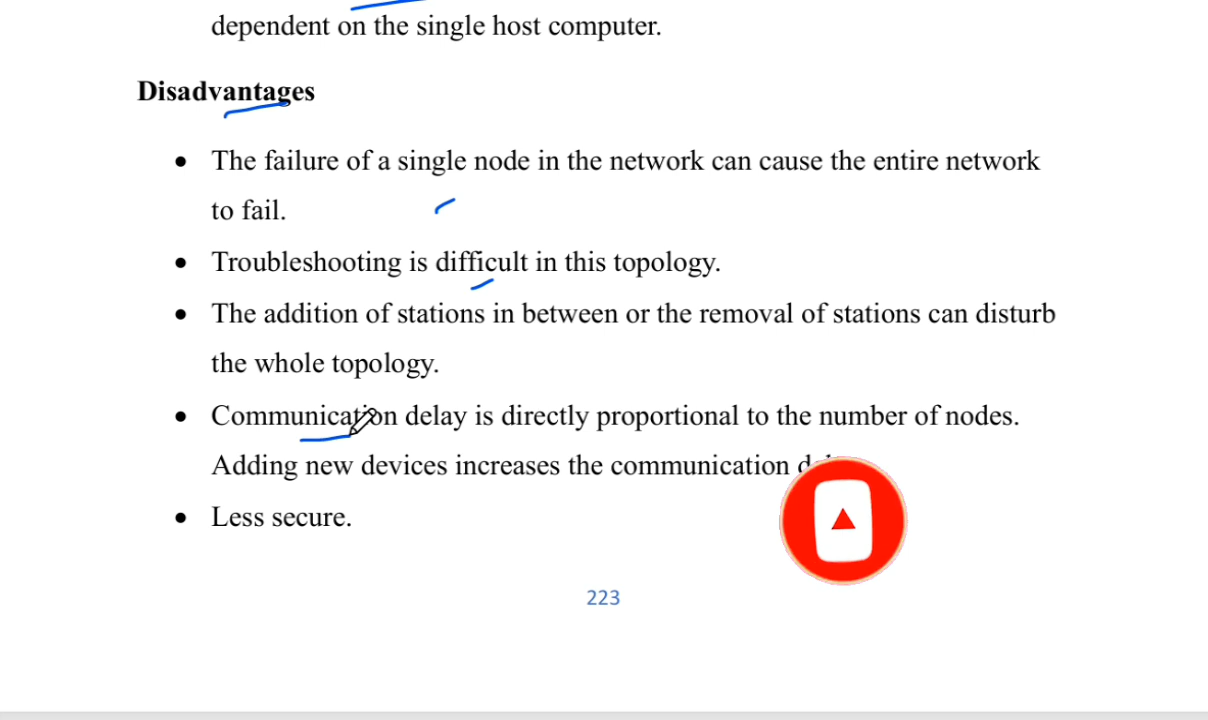 dependent on the single host computer.
Disadvantages
• The failure of a single node in the network can cause the entire network
to fail.
• Troubleshooting is difficult in this topology.
• The addition of stations in between or the removal of stations can disturb
the whole topology.
• Communication delay is directly proportional to the number of nodes.
Adding new devices increases the communication
• Less secure.
223